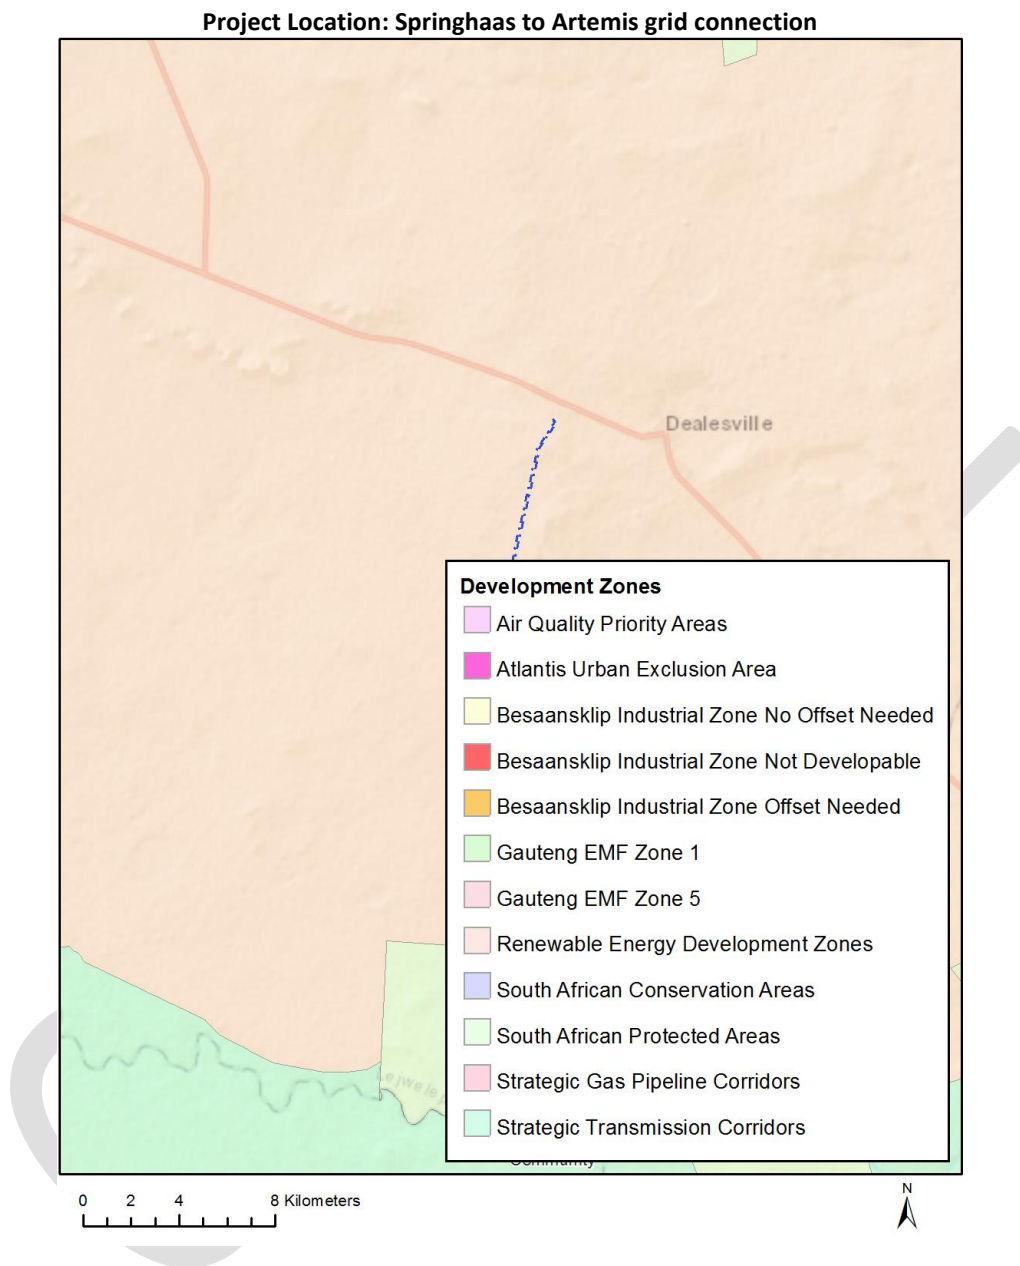 Project Location: Springhaas to Artemis grid connection
Dealesville
Development Zones
Air Quality Priority Areas
Atlantis Urban Exclusion Area
Besaansklip Industrial Zone No Offset Needed
Besaansklip Industrial Zone Not Developable
Besaansklip Industrial Zone Offset Needed
Gauteng EMF Zone 1
Gauteng EMF Zone 5
Renewable Energy Development Zones
South African Conservation Areas
South African Protected Areas
Strategic Gas Pipeline Corridors
Strategic Transmission Corridors
Community
0 2 4 8 Kilometers
N